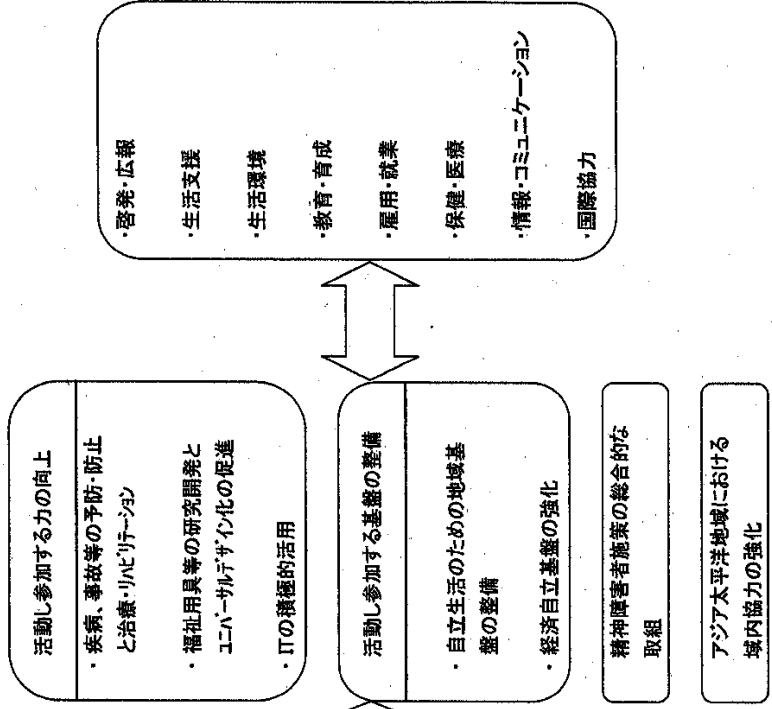 活動し参加する力の向上
・疾病、事故等の予防・防止
と治療・リハビリテーション
・福祉用具等の研究開発と
ユニバーサルデザイン化の促進
・ITの積極的活用
活動し参加する基盤の整備
・自立生活のための地域基
盤の整備
・経済自立基盤の強化
精神障害者施策の総合的な
取組
アジア太平洋地域における
域内協力の強化
・啓発・広報
・生活支援
・生活環境
・教育・育成
・雇用・就業
・保健・医療
・情報・コミュニケーション
・国際協力